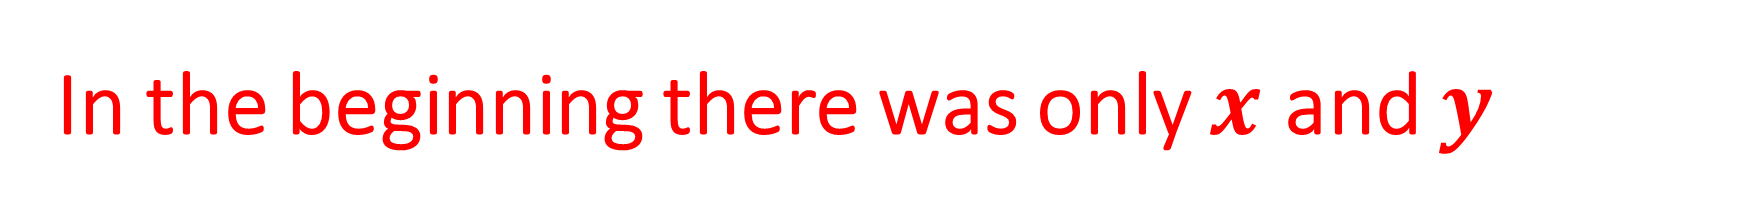 In the beginning there was only x and y